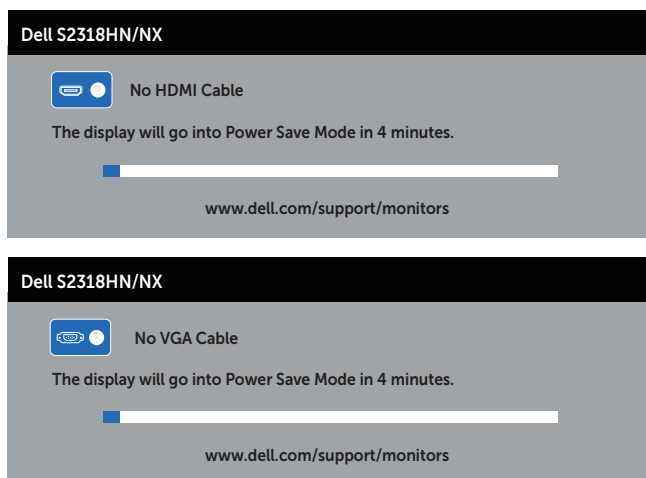 Dell S2318HN/NX
? No HDMI Cable
The display will go into Power Save Mode in 4 minutes.
www.dell.com/support/monitors
Dell S2318HN/NX
? No VGA Cable
The display will go into Power Save Mode in 4 minutes.
www.dell.com/support/monitors